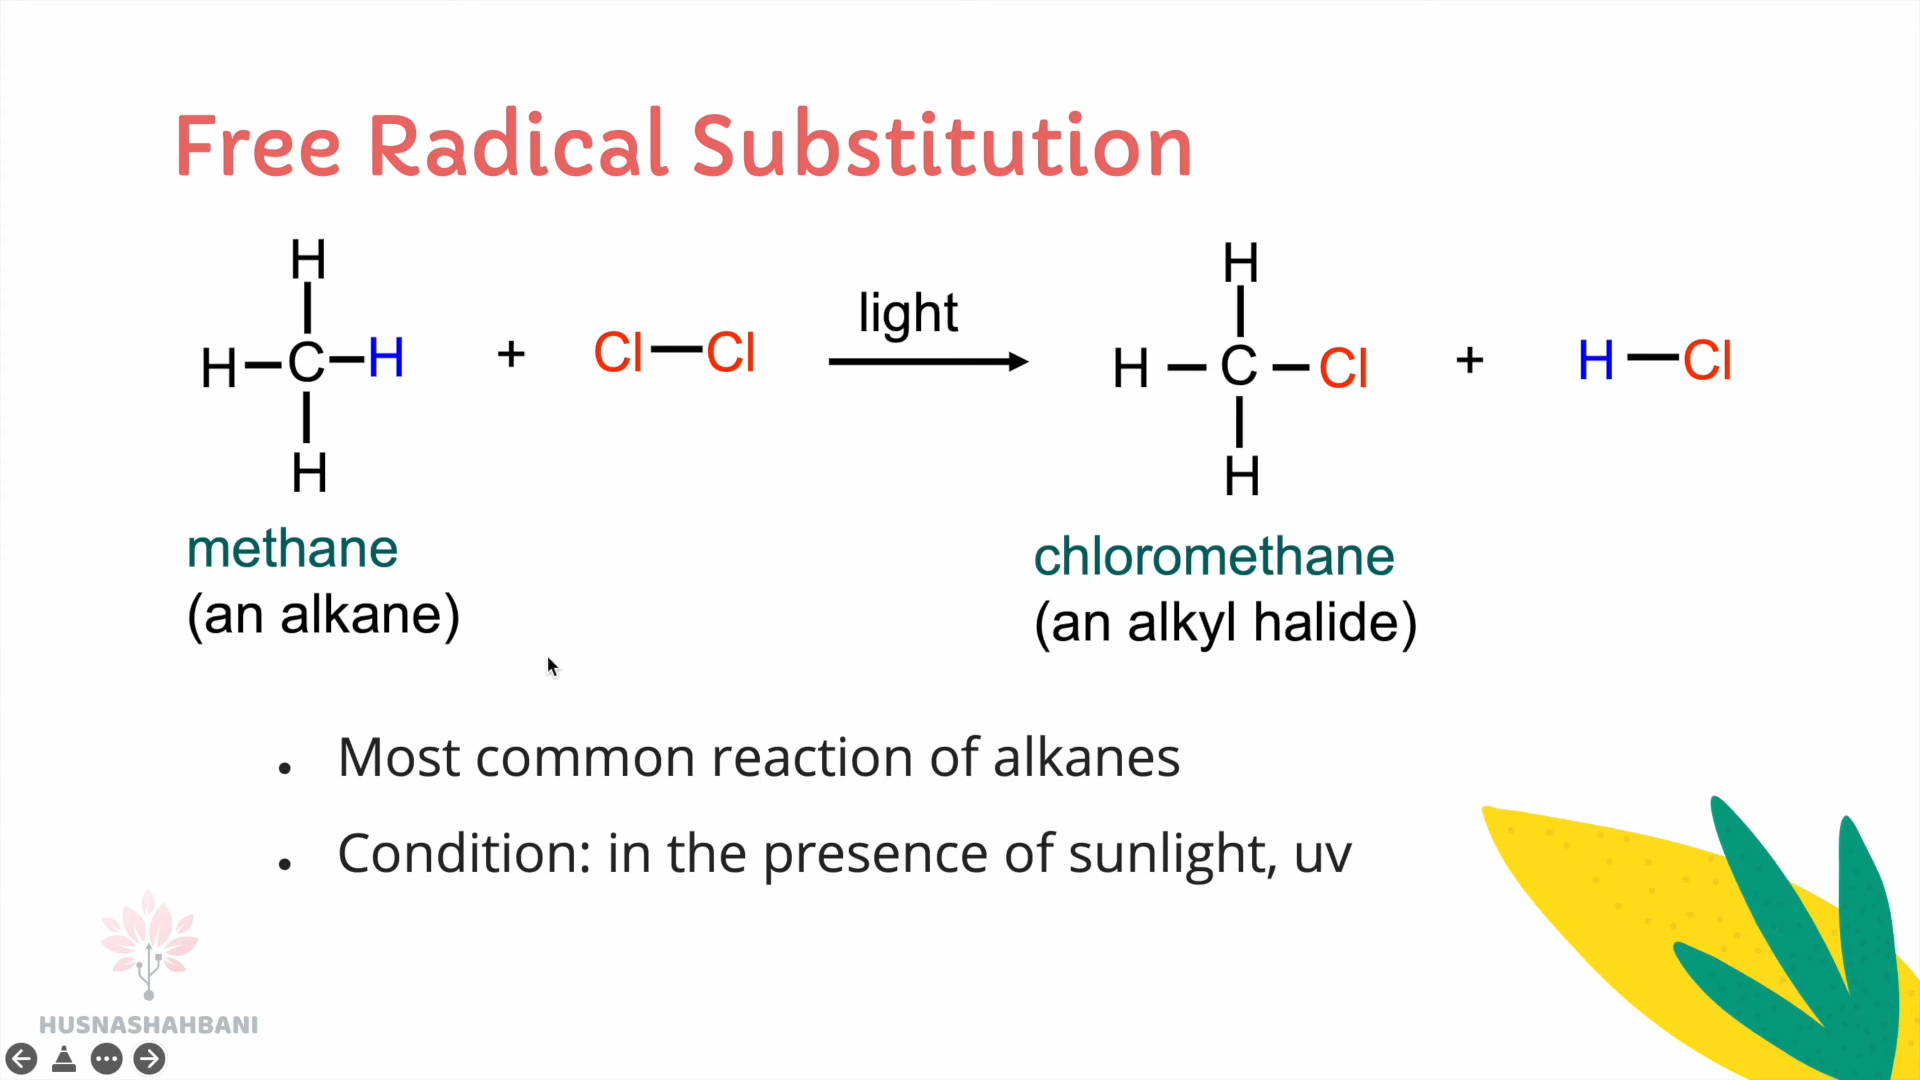 Free Radical Substitution
H H
light
H—C—H + Cl—Cl H—C—Cl + H—Cl
H H
methane chloromethane
(an alkane) (an alkyl halide)
• Most common reaction of alkanes
• Condition: in the presence of sunlight, uv
HUSNASHAHBANI